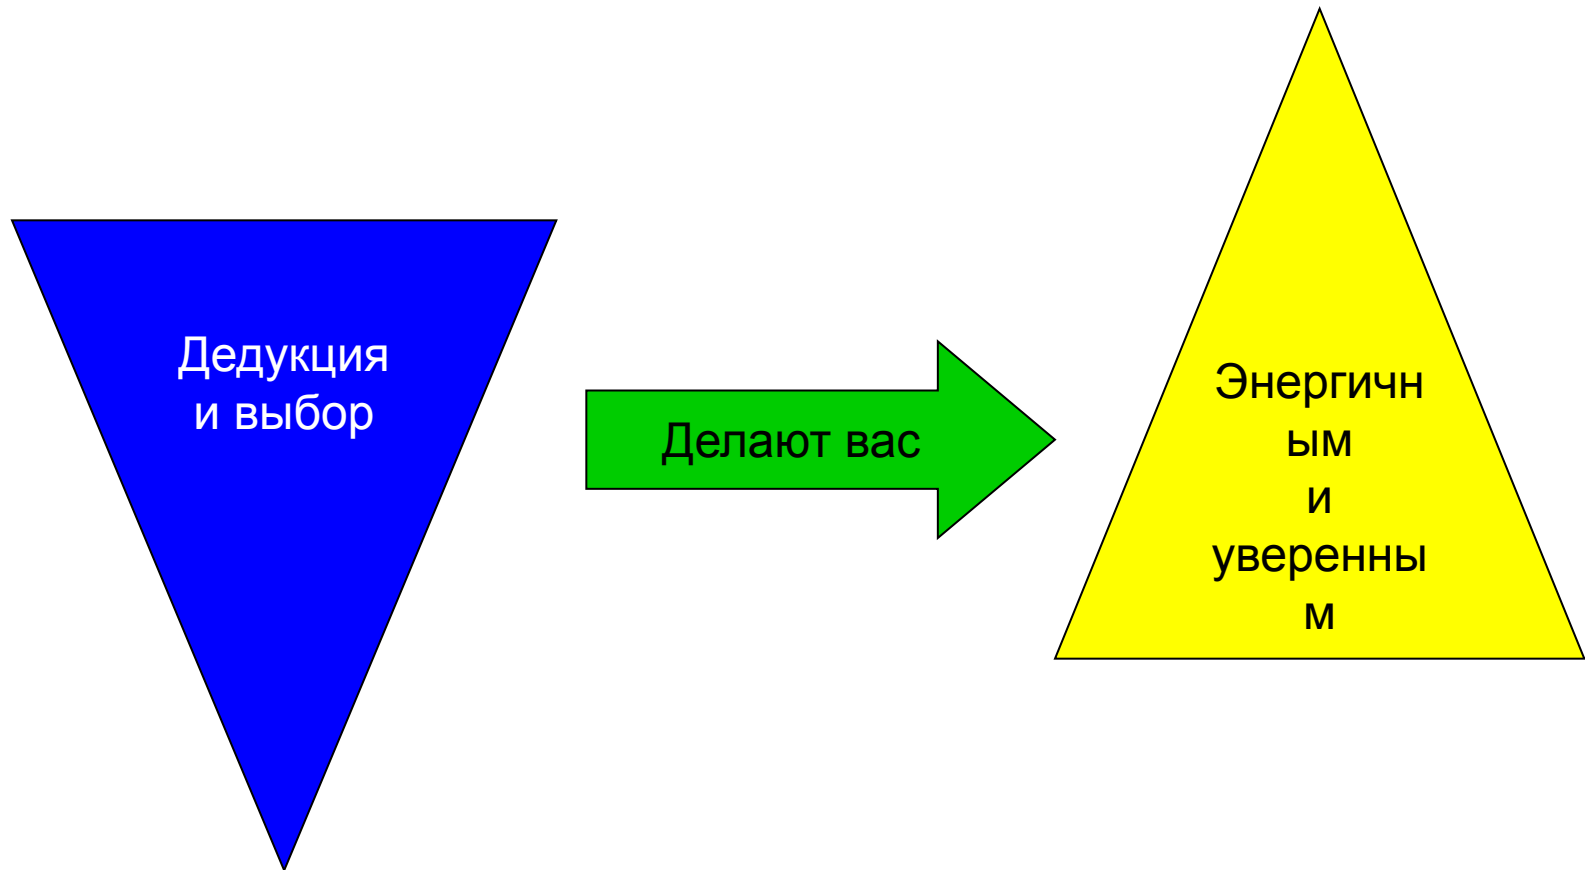 Дедукция
и выбор
Делают вас
Энергичн
ым
и
уверенны
м